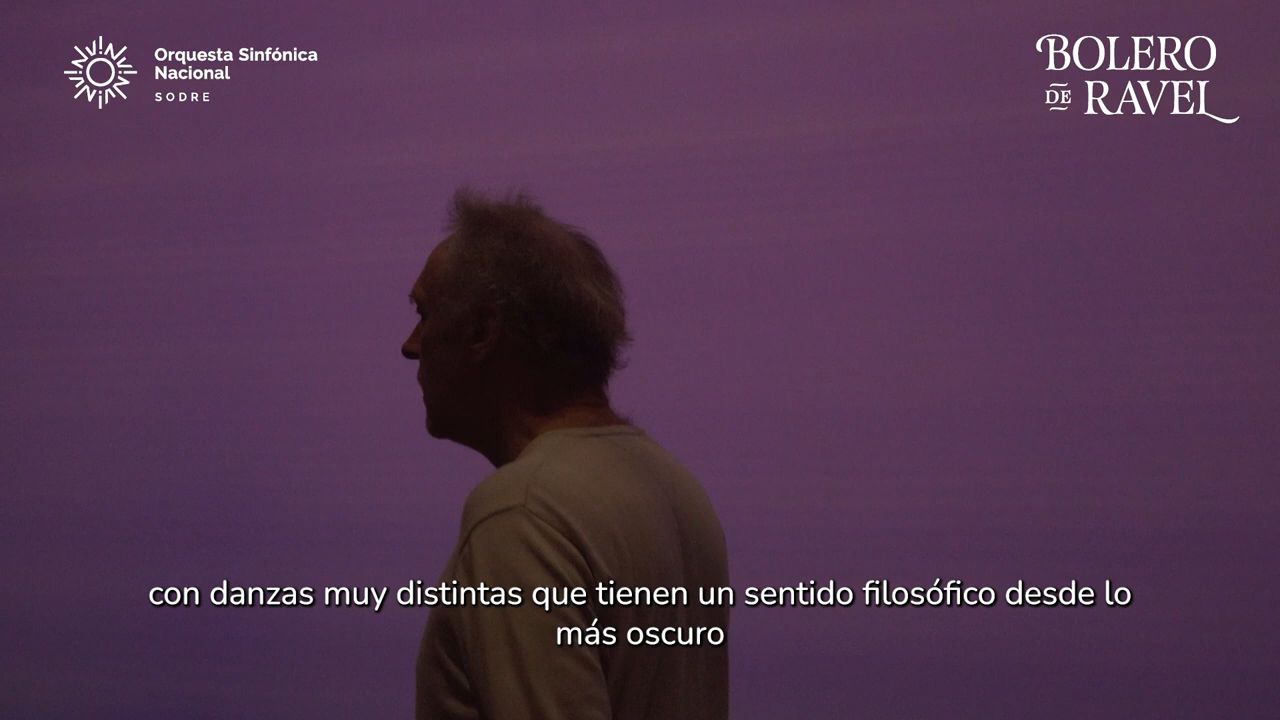 Orquesta Sinfónica
Nacional
SODRE
BOLERO
DE RAVEL
con danzas muy distintas que tienen un sentido filosófico desde lo
más oscuro